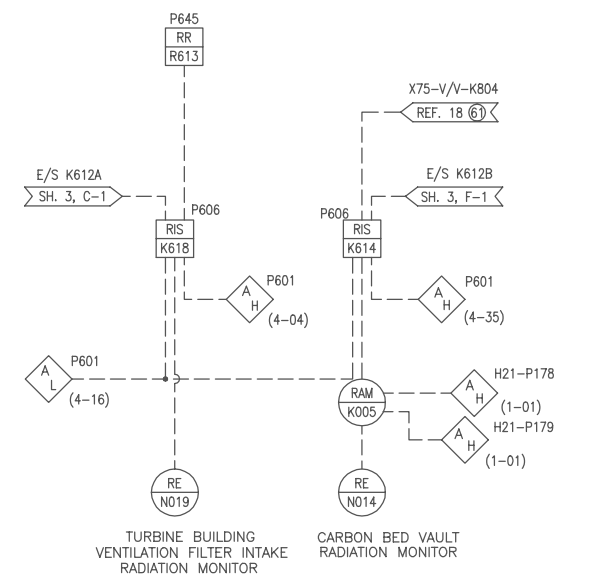 P645
RR
R613
X75-V/V-K804
REF. 18 61
E/S K612A
SH. 3, C-1
E/S K612B
SH. 3, F-1
P606
RIS
K618
P606
RIS
K614
P601
A
H
(4-04)
P601
A
H
(4-35)
P601
A
L
(4-16)
RAM
K005
H21-P178
A
H
(1-01)
H21-P179
A
H
(1-01)
RE
N019
RE
N014
TURBINE BUILDING
VENTILATION FILTER INTAKE
RADIATION MONITOR
CARBON BED VAULT
RADIATION MONITOR